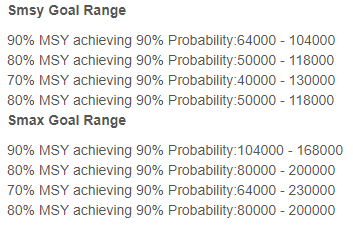 Smsy Goal Range
90% MSY achieving 90% Probability:64000 - 104000
80% MSY achieving 90% Probability:50000 - 118000
70% MSY achieving 90% Probability:40000 - 130000
80% MSY achieving 90% Probability:50000 - 118000
Smax Goal Range
90% MSY achieving 90% Probability:104000 - 168000
80% MSY achieving 90% Probability:80000 - 200000
70% MSY achieving 90% Probability:64000 - 230000
80% MSY achieving 90% Probability:80000 - 200000